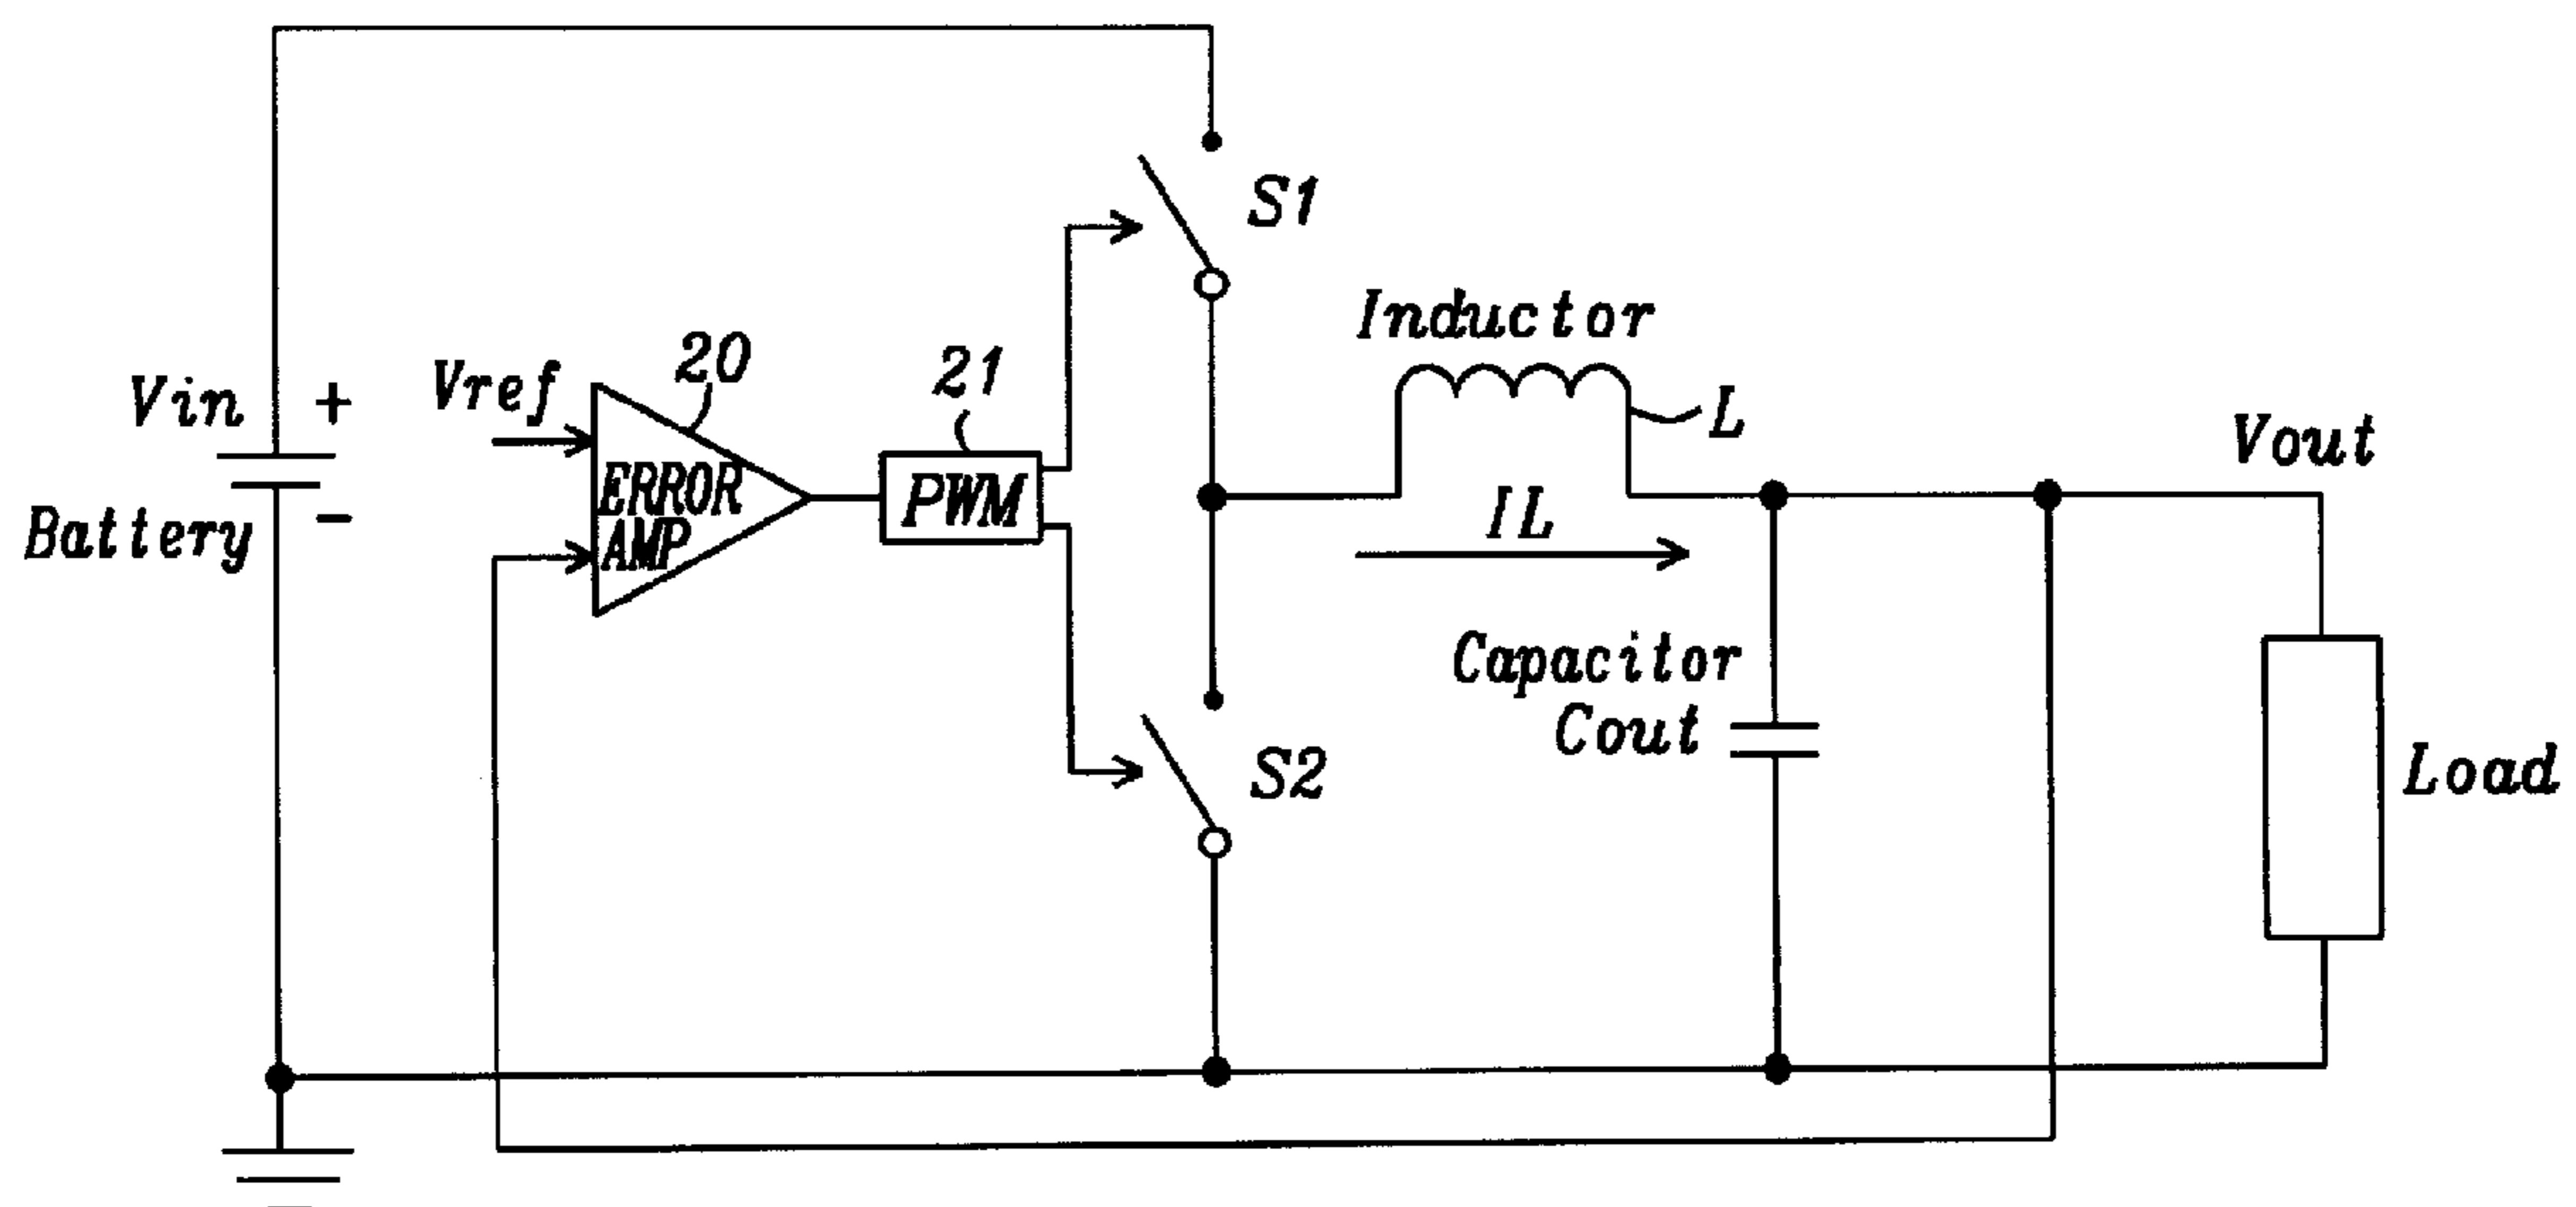 S1
Inductor
20
21
Vin +
Vref
L
Vout
ERROR
AMP
PWM
IL
Battery -
Capacitor
Cout
S2
Load